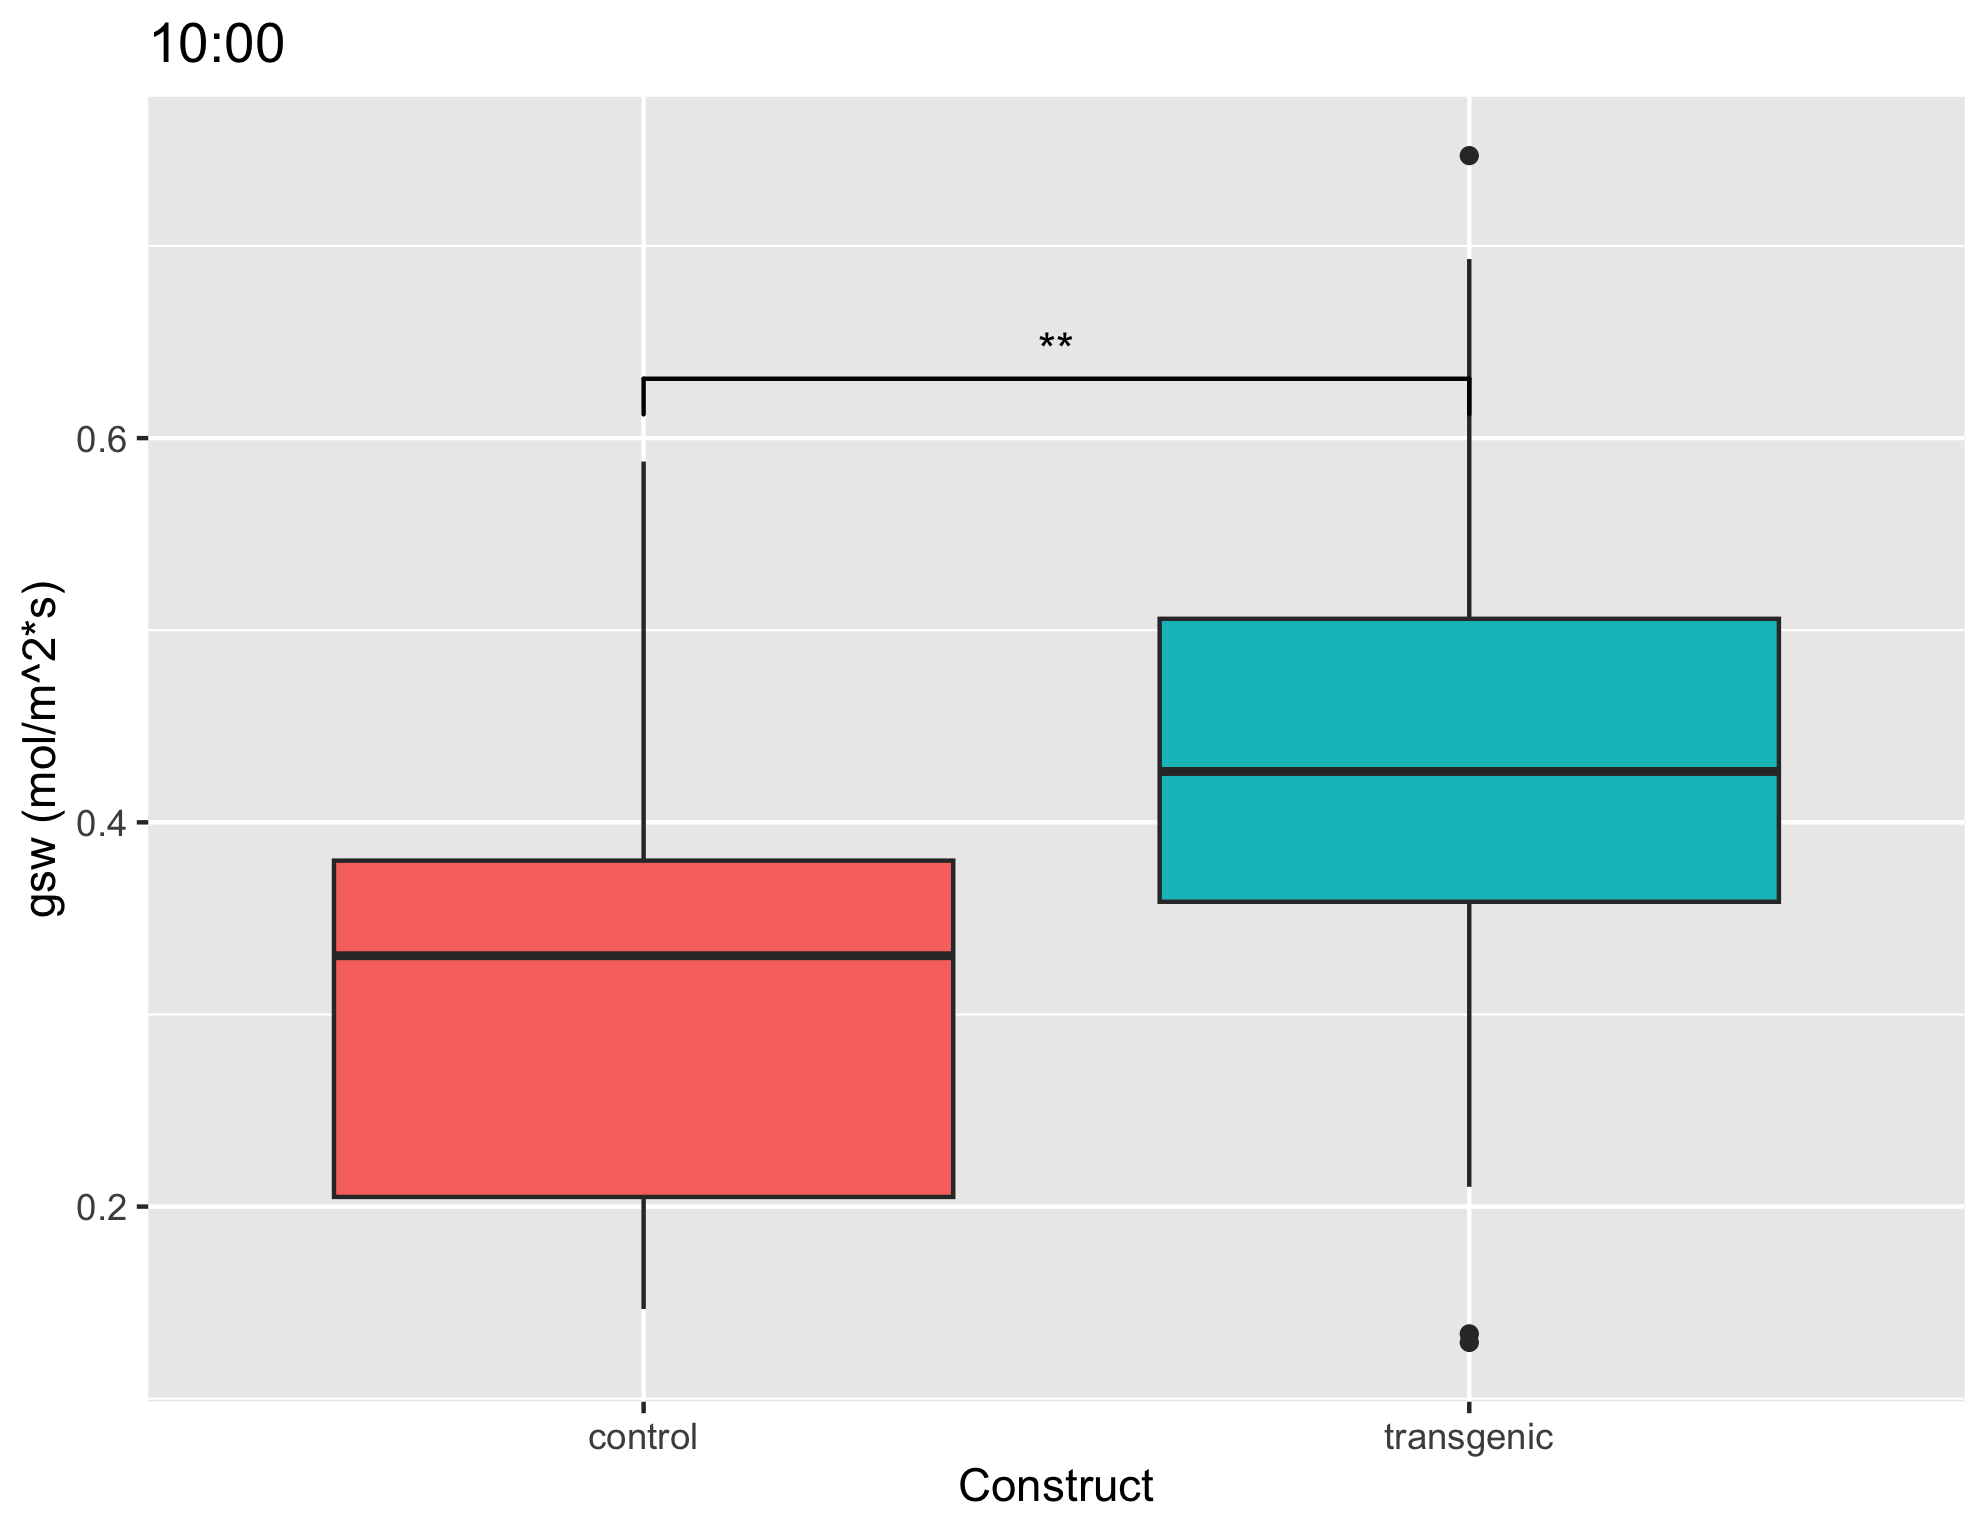 10:00
**
gsw (mol/m^2*s)
0.6
0.4
0.2
control
transgenic
Construct